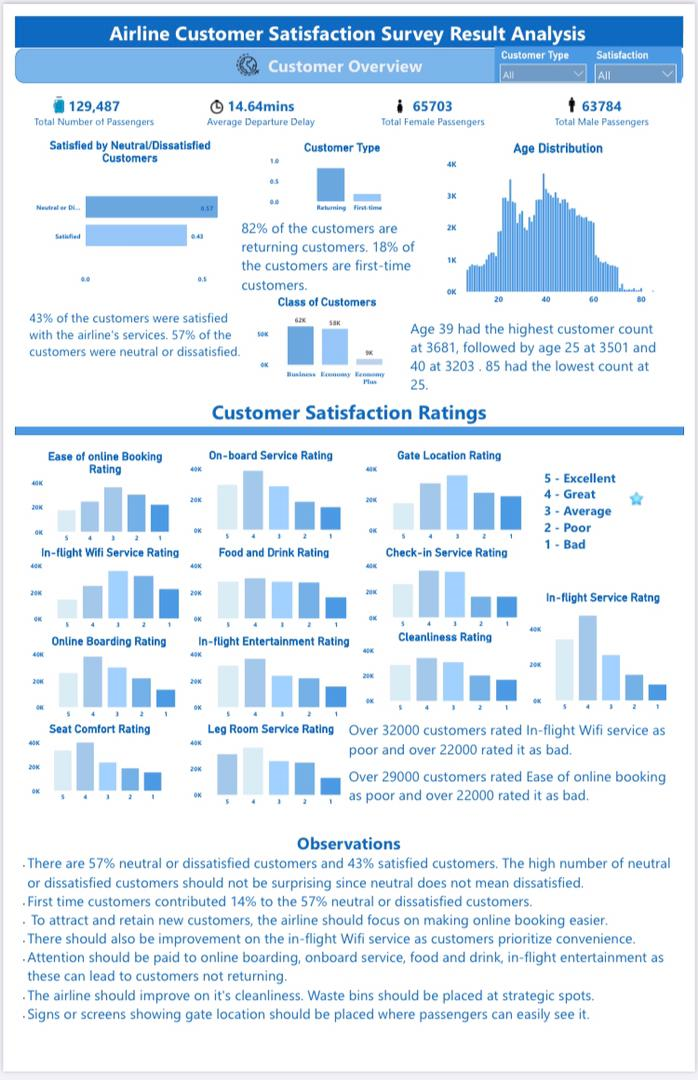 Airline Customer Satisfaction Survey Result Analysis
Customer Overview
Customer Type
All
Satisfaction
All
129,487
Total Number of Passengers
14.64mins
Average Departure Delay
65703
Total Female Passengers
63784
Total Male Passengers
Satisfied by Neutral/Dissatisfied
Customers
Neutral or Di...
0.57
Satisfied
0.43
0.0
0.5
43% of the customers were satisfied
with the airline's services. 57% of the
customers were neutral or dissatisfied.
Customer Type
1.0
0.5
0.0
Returning
First-time
82% of the customers are
returning customers. 18% of
the customers are first-time
customers.
Class of Customers
62K
58K
9K
50K
0K
Business
Economy
Economy
Plus
Age Distribution
4K
3K
2K
1K
0K
20
40
60
80
Age 39 had the highest customer count
at 3681, followed by age 25 at 3501 and
40 at 3203 . 85 had the lowest count at
25.
Customer Satisfaction Ratings
Ease of online Booking
Rating
40K
20K
0K
5 4 3 2 1
On-board Service Rating
40K
20K
0K
5 4 3 2 1
Gate Location Rating
40K
20K
0K
5 4 3 2 1
5 - Excellent
4 - Great
3 - Average
2 - Poor
1 - Bad
In-flight Wifi Service Rating
40K
20K
0K
5 4 3 2 1
Food and Drink Rating
40K
20K
0K
5 4 3 2 1
Check-in Service Rating
40K
20K
0K
5 4 3 2 1
In-flight Service Ratng
40K
20K
0K
5 4 3 2 1
Online Boarding Rating
40K
20K
0K
5 4 3 2 1
In-flight Entertainment Rating
40K
20K
0K
5 4 3 2 1
Cleanliness Rating
40K
20K
0K
5 4 3 2 1
Seat Comfort Rating
40K
20K
0K
5 4 3 2 1
Leg Room Service Rating
40K
20K
0K
5 4 3 2 1
Over 32000 customers rated In-flight Wifi service as
poor and over 22000 rated it as bad.
Over 29000 customers rated Ease of online booking
as poor and over 22000 rated it as bad.
Observations
. There are 57% neutral or dissatisfied customers and 43% satisfied customers. The high number of neutral
or dissatisfied customers should not be surprising since neutral does not mean dissatisfied.
. First time customers contributed 14% to the 57% neutral or dissatisfied customers.
. To attract and retain new customers, the airline should focus on making online booking easier.
. There should also be improvement on the in-flight Wifi service as customers prioritize convenience.
. Attention should be paid to online boarding, onboard service, food and drink, in-flight entertainment as
these can lead to customers not returning.
. The airline should improve on it's cleanliness. Waste bins should be placed at strategic spots.
. Signs or screens showing gate location should be placed where passengers can easily see it.